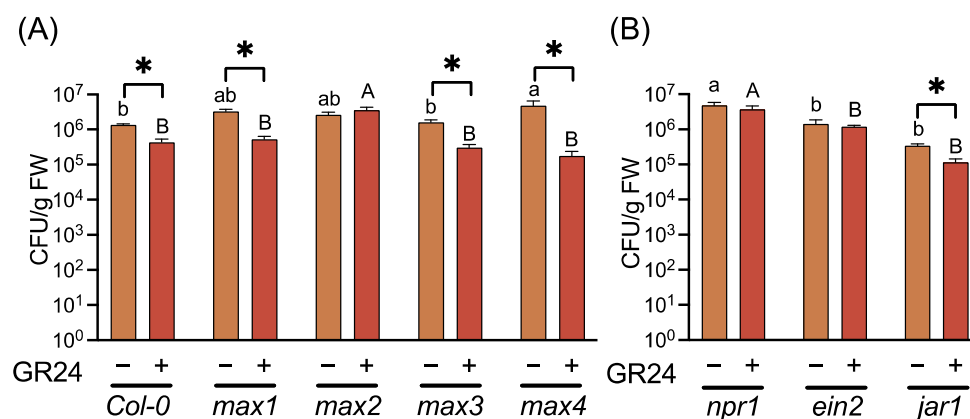 (A)
(B)
* * * *
*
CFU/g FW
10⁷
10⁶
10⁵
10⁴
10³
10²
10¹
10⁰
b B ab B ab A b B a B
GR24 − + − + − + − + − +
Col-0 max1 max2 max3 max4
CFU/g FW
10⁷
10⁶
10⁵
10⁴
10³
10²
10¹
10⁰
a A b B b B
GR24 − + − + − +
npr1 ein2 jar1